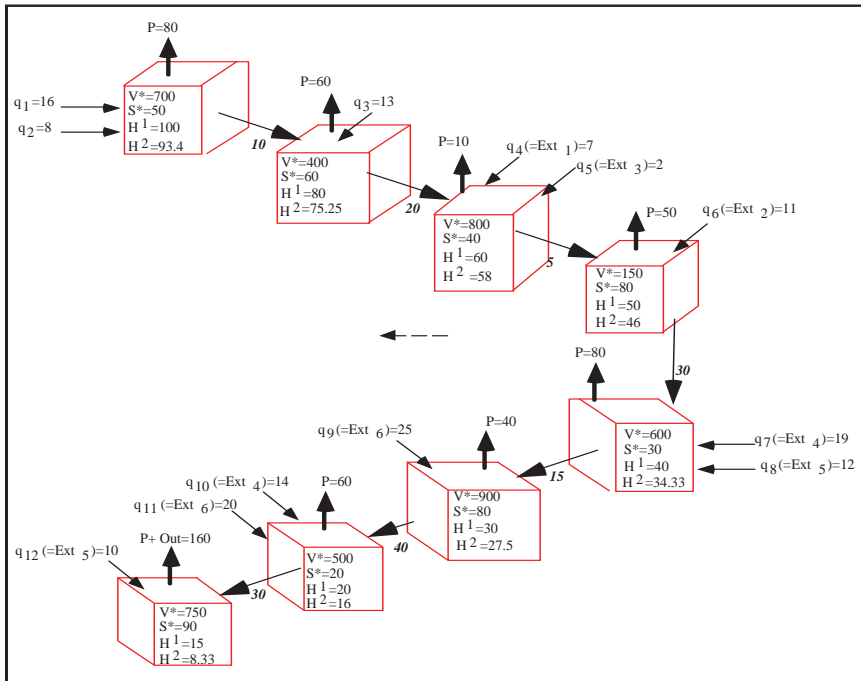 P=80
q1=16
q2=8
V*=700
S*=50
H1=100
H2=93.4
10
P=60
q3=13
V*=400
S*=60
H1=80
H2=75.25
20
P=10
q4(=Ext 1)=7
q5(=Ext 3)=2
V*=800
S*=40
H1=60
H2=58
5
P=50
q6(=Ext 2)=11
V*=150
S*=80
H1=50
H2=46
30
P=80
V*=600
S*=30
H1=40
H2=34.33
q7(=Ext 4)=19
q8(=Ext 5)=12
15
P=40
q9(=Ext 6)=25
V*=900
S*=80
H1=30
H2=27.5
40
P=60
q10(=Ext 4)=14
q11(=Ext 6)=20
V*=500
S*=20
H1=20
H2=16
30
P+ Out=160
q12(=Ext 5)=10
V*=750
S*=90
H1=15
H2=8.33